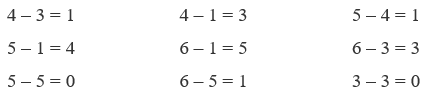 4 – 3 = 1 4 – 1 = 3 5 – 4 = 1
5 – 1 = 4 6 – 1 = 5 6 – 3 = 3
5 – 5 = 0 6 – 5 = 1 3 – 3 = 0